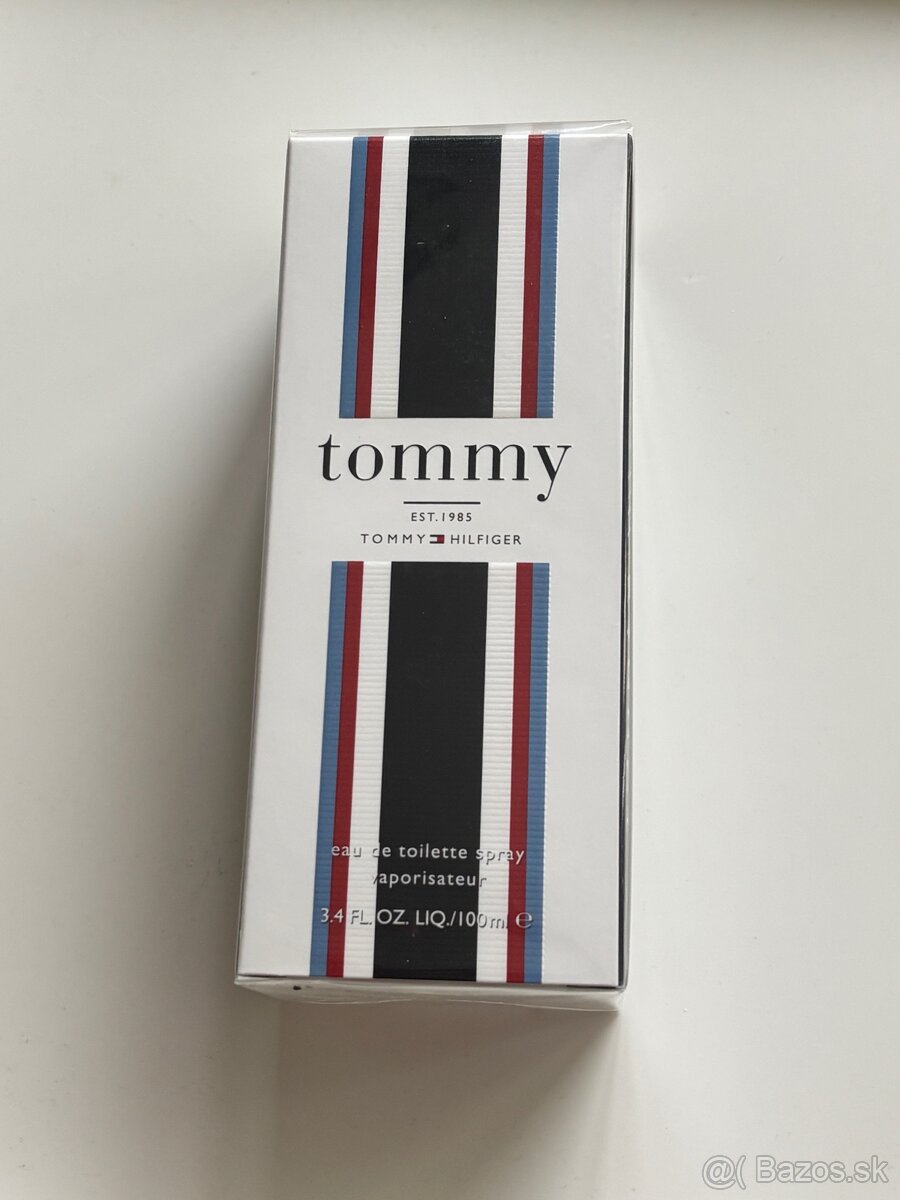 tommy
EST. 1985
TOMMY HILFIGER
eau de toilette spray
vaporisateur
3.4 FL. OZ. LIQ./100ml e
@( Bazos.sk